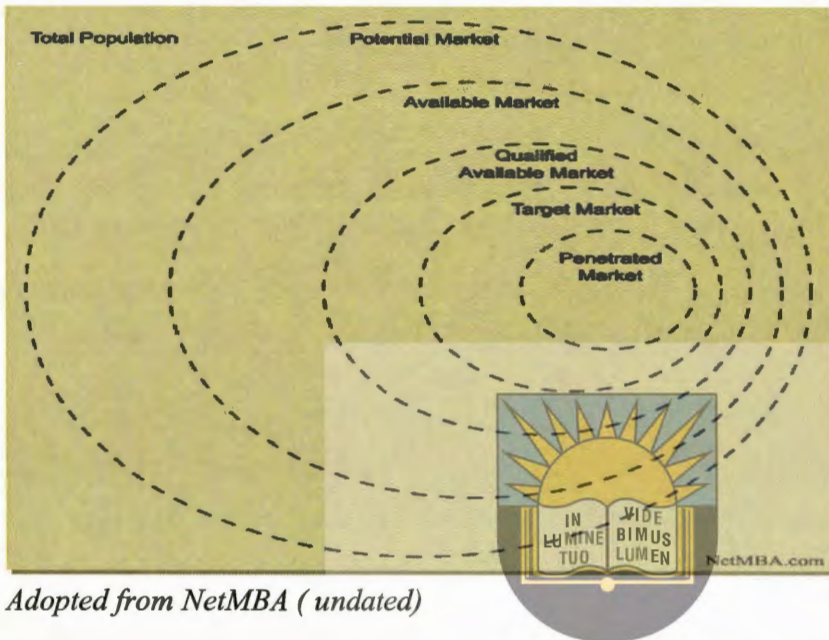 Total Population
Potential Market
Available Market
Qualified
Available Market
Target Market
Penetrated
Market
IN
LUMINE
TUO
VIDE
BIMUS
LUMEN
NetMBA.com
Adopted from NetMBA ( undated)